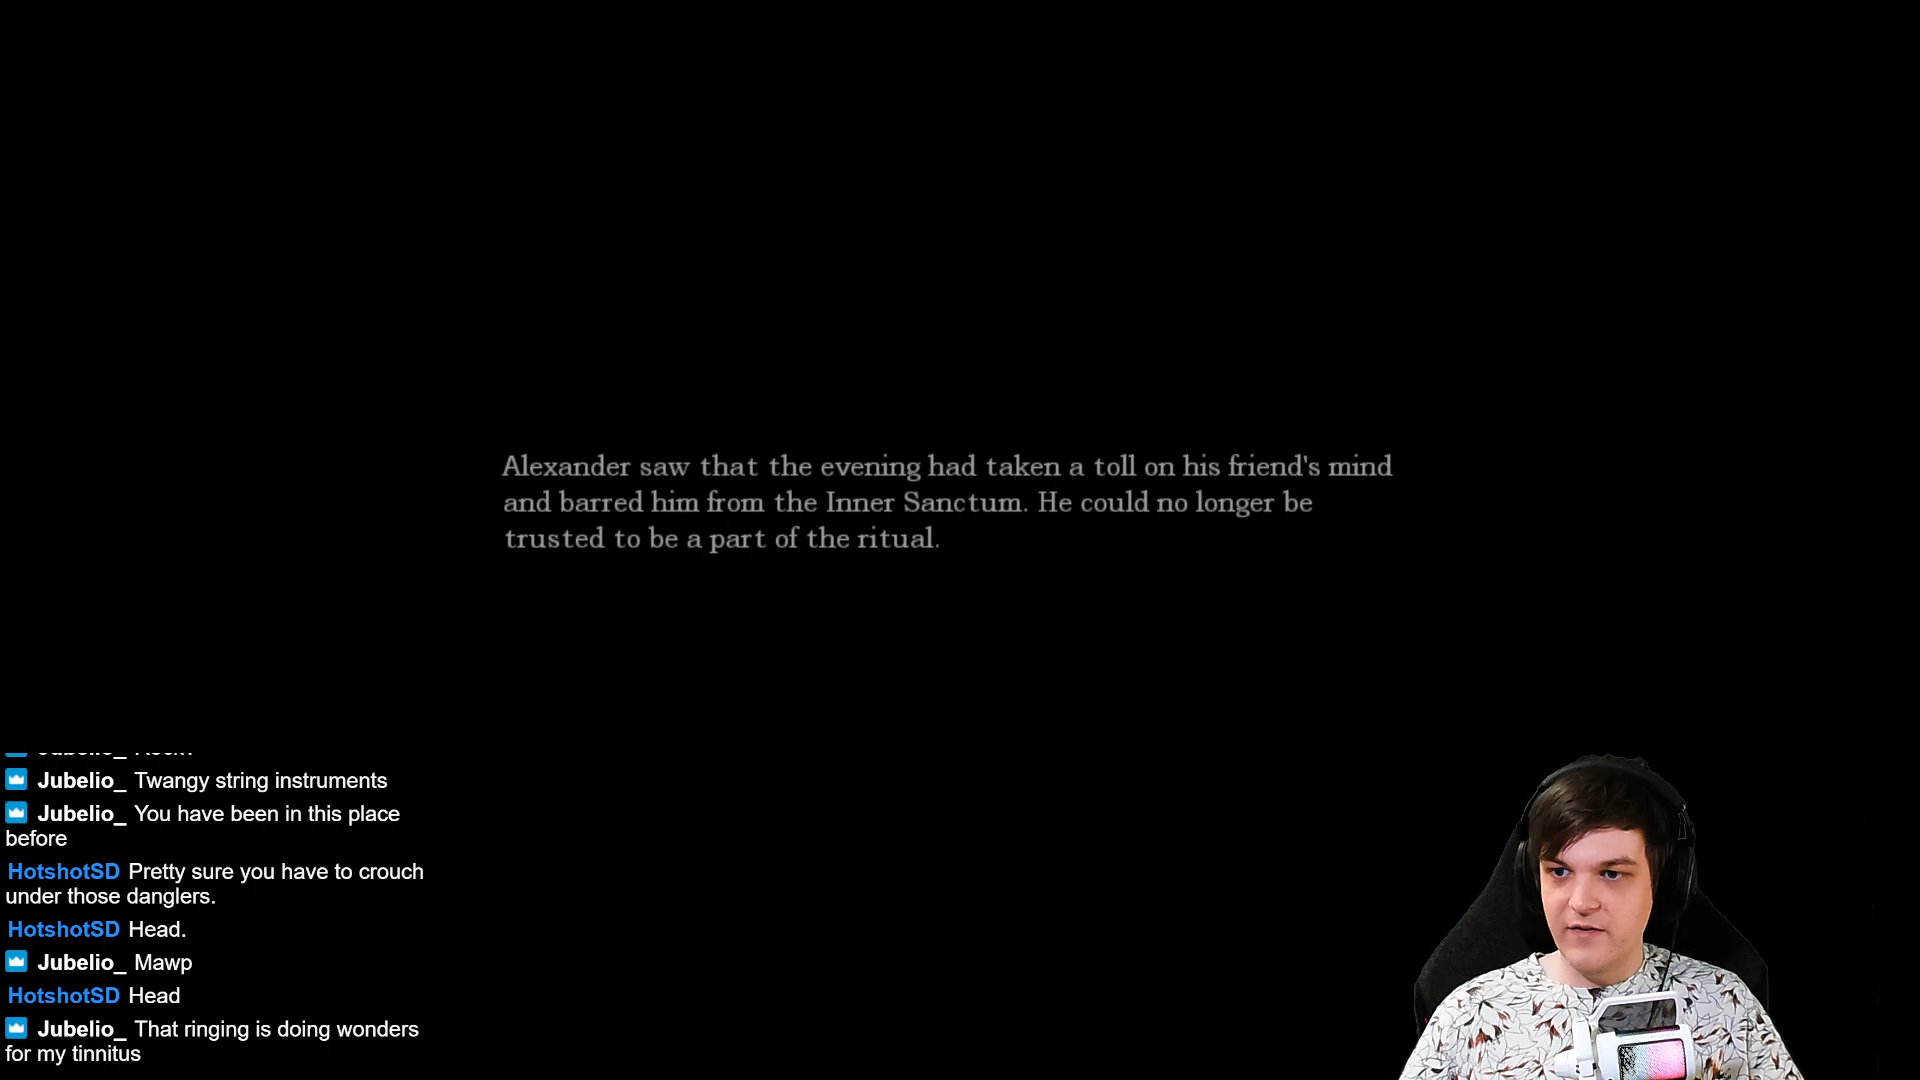 Alexander saw that the evening had taken a toll on his friend's mind
and barred him from the Inner Sanctum. He could no longer be
trusted to be a part of the ritual.
Jubelio_ Twangy string instruments
Jubelio_ You have been in this place
before
HotshotSD Pretty sure you have to crouch
under those danglers.
HotshotSD Head.
Jubelio_ Mawp
HotshotSD Head
Jubelio_ That ringing is doing wonders
for my tinnitus